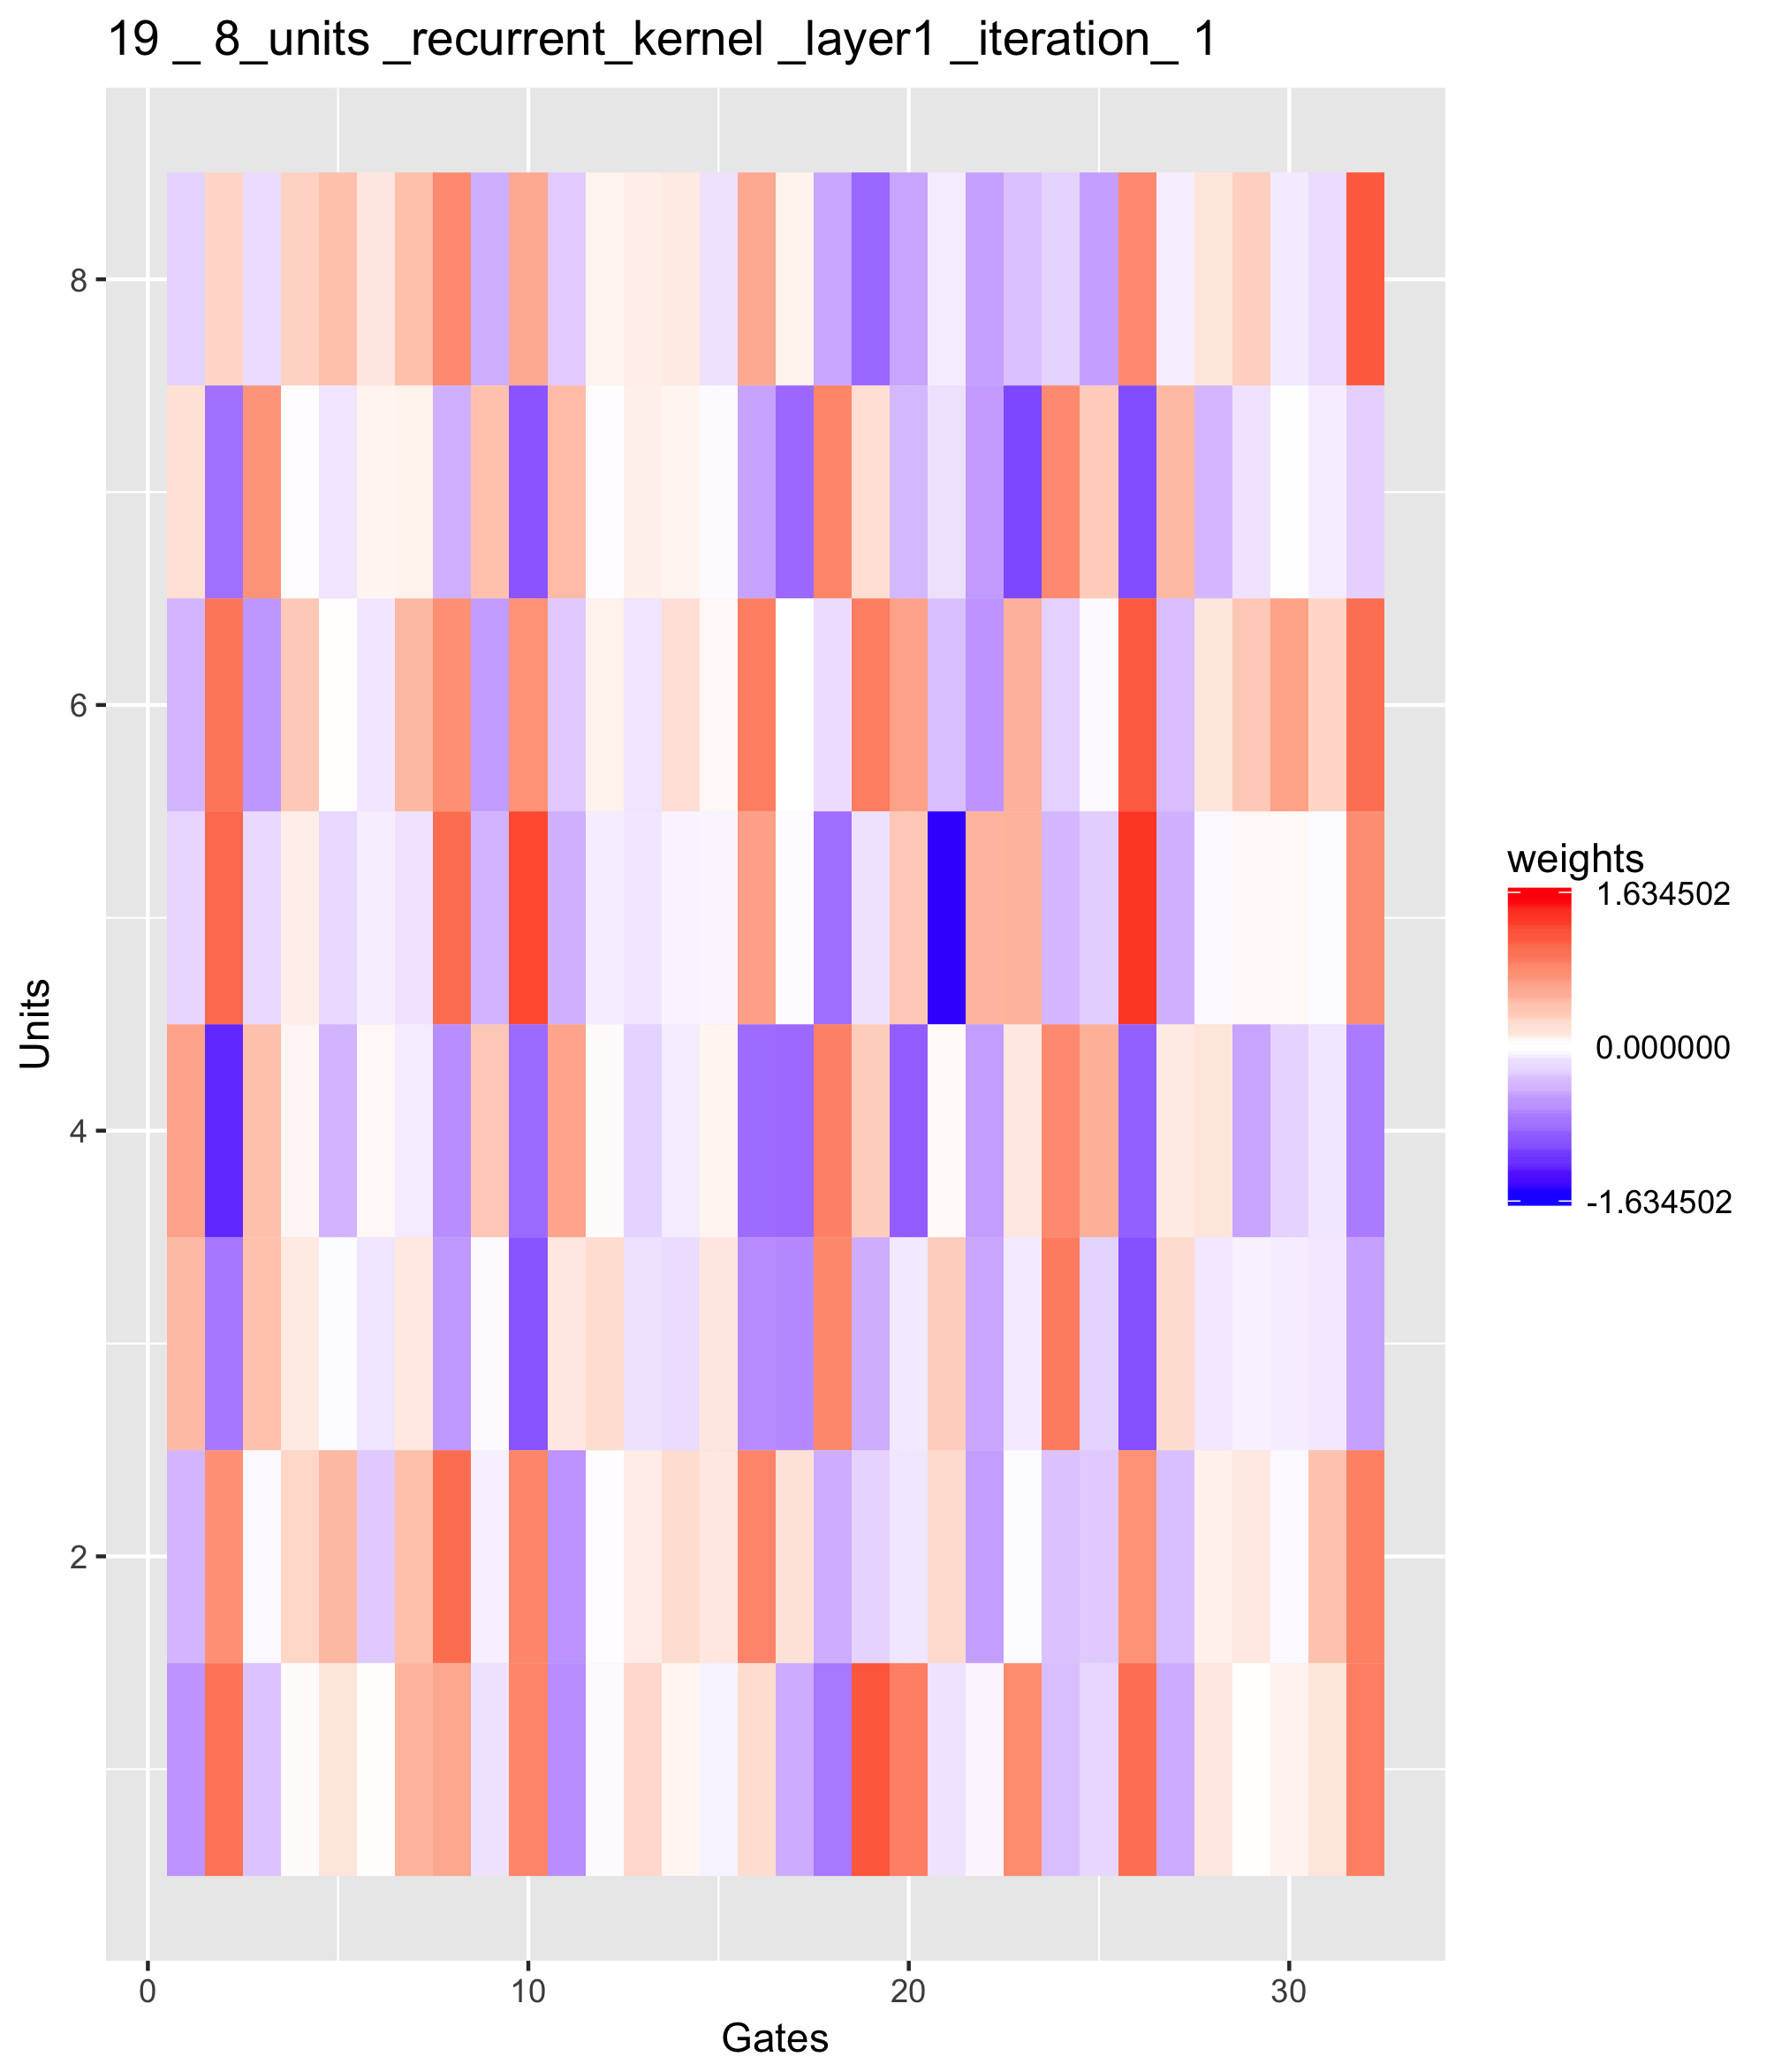 19 _ 8_units _recurrent_kernel _layer1 _iteration_ 1
8
6
4
2
Units
0 10 20 30
Gates
weights
1.634502
0.000000
-1.634502